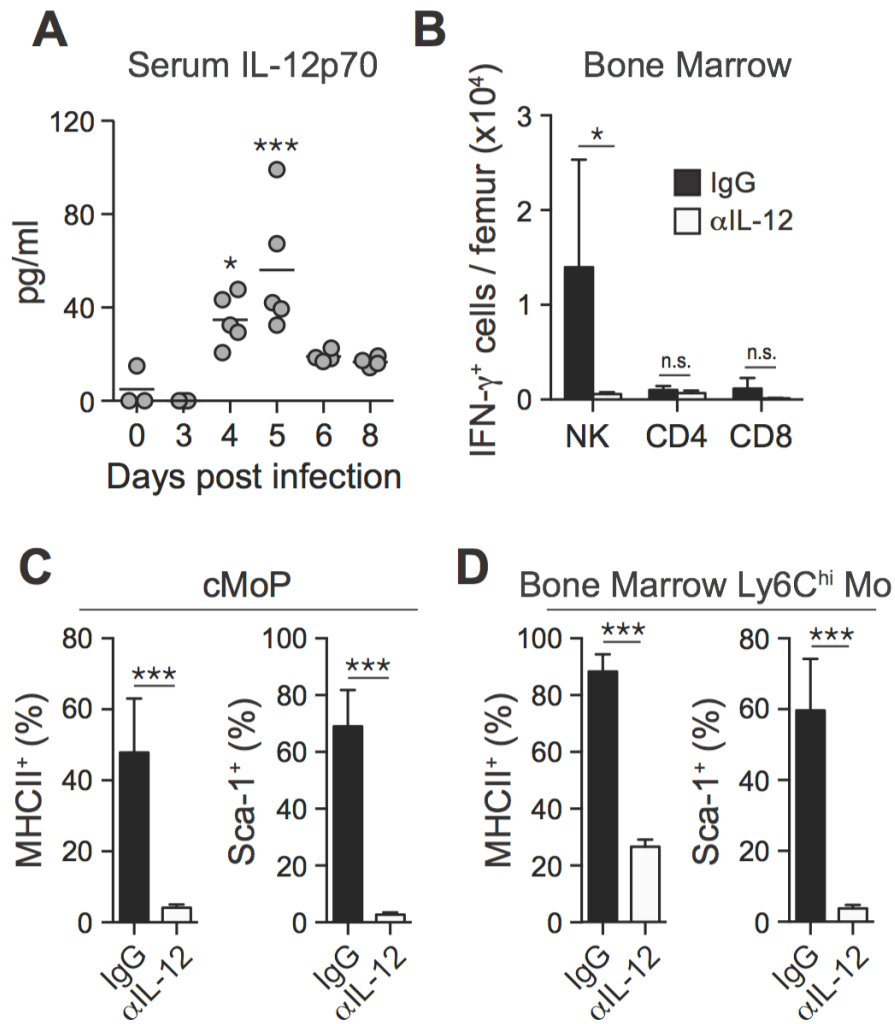 A
Serum IL-12p70
120
80
40
0
pg/ml
*
***
0 3 4 5 6 8
Days post infection
B
Bone Marrow
3
2
1
0
IFN-γ⁺ cells / femur (x10⁴)
*
IgG
αIL-12
n.s.
n.s.
NK CD4 CD8
C
cMoP
80
60
40
20
0
MHCII⁺ (%)
***
IgG
αIL-12
100
80
60
40
20
0
Sca-1⁺ (%)
***
IgG
αIL-12
D
Bone Marrow Ly6Cʰⁱ Mo
100
80
60
40
20
0
MHCII⁺ (%)
***
IgG
αIL-12
80
60
40
20
0
Sca-1⁺ (%)
***
IgG
αIL-12